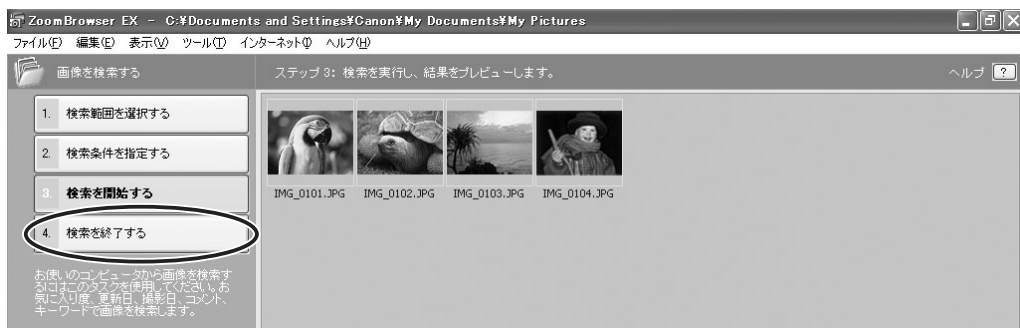 ZoomBrowser EX - C:¥Documents and Settings¥Canon¥My Documents¥My Pictures
ファイル(F) 編集(E) 表示(V) ツール(T) インターネット(I) ヘルプ(H)
画像を検索する
ステップ 3: 検索を実行し、結果をプレビューします。
ヘルプ ?
1. 検索範囲を選択する
2. 検索条件を指定する
3. 検索を開始する
4. 検索を終了する
お使いのコンピュータから画像を検索す
るにはこのタスクを使用してください。お
気に入り度、更新日、撮影日、コメント、
キーワードで画像を検索します。
IMG_0101.JPG IMG_0102.JPG IMG_0103.JPG IMG_0104.JPG